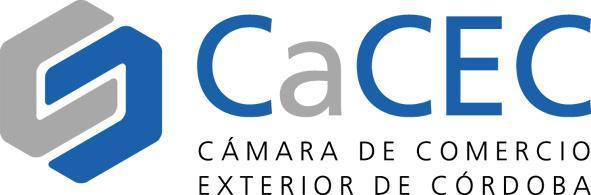 CaCEC
CÁMARA DE COMERCIO
EXTERIOR DE CÓRDOBA